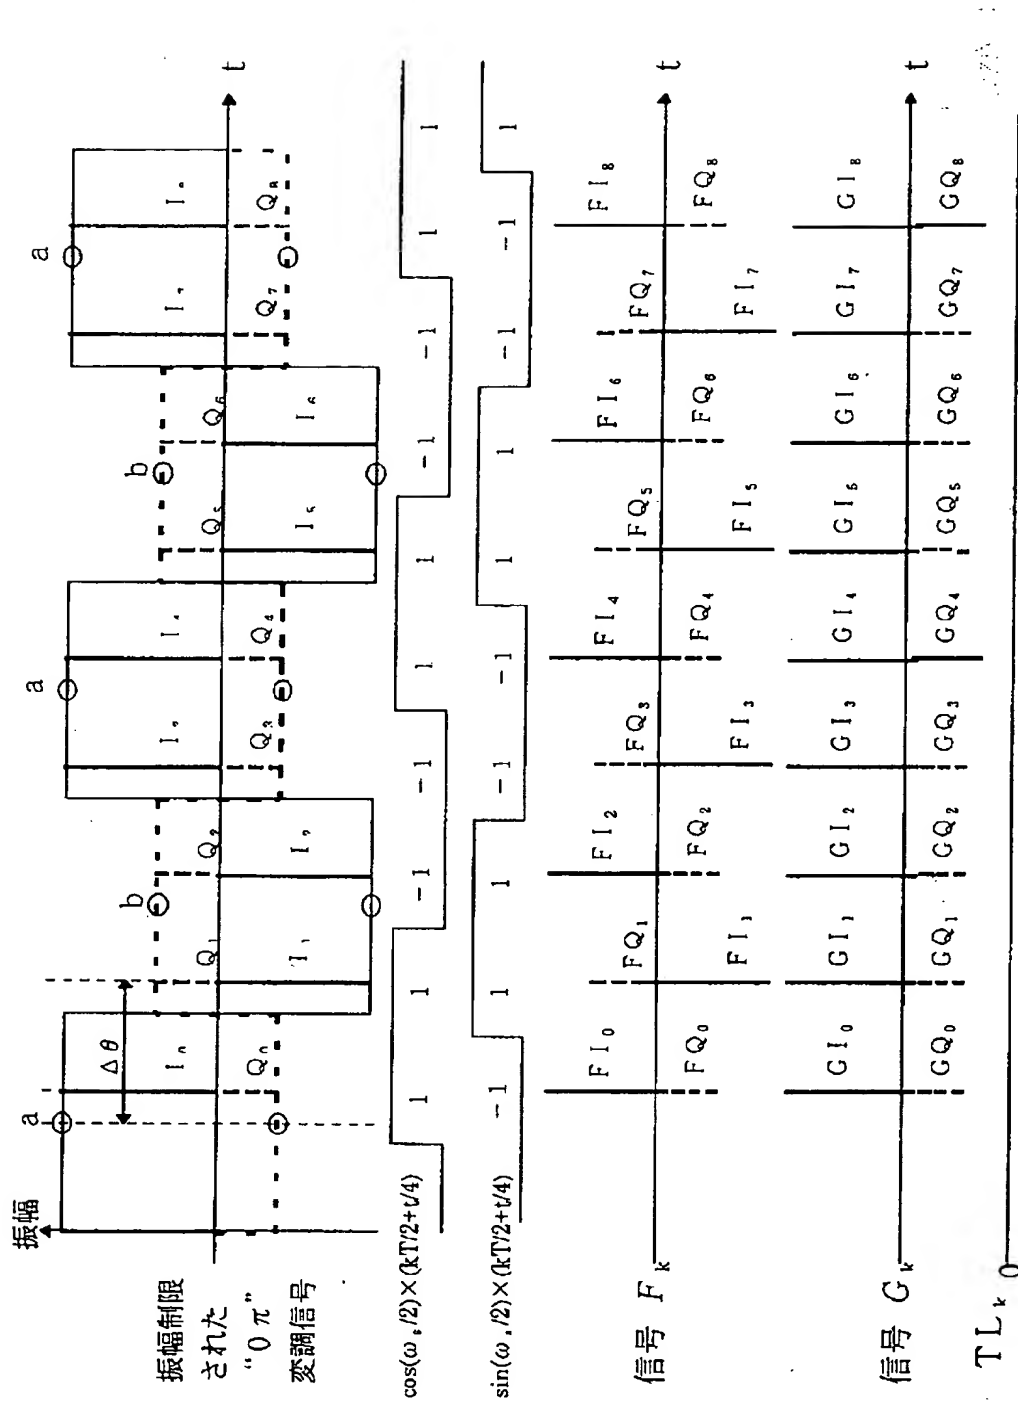 振幅
振幅制限
された
“0π”
変調信号
a
b
a
b
a
t
Δθ
I₀
Q₀
Q₁
I₁
Q₂
I₂
I₃
Q₃
I₄
Q₄
Q₅
I₅
Q₆
I₆
I₇
Q₇
I₈
Q₈
cos(ωₛ/2)×(kT/2+t/4)
1 1 -1 -1 1 1 -1 -1 1 1
sin(ωₛ/2)×(kT/2+t/4)
-1 1 1 -1 -1 1 1 -1 -1 1
信号 Fₖ
FI₀ FQ₁ FI₂ FQ₃ FI₄ FQ₅ FI₆ FQ₇ FI₈
t
FQ₀ FI₁ FQ₂ FI₃ FQ₄ FI₅ FQ₆ FI₇ FQ₈
信号 Gₖ
GI₀ GI₁ GI₂ GI₃ GI₄ GI₅ GI₆ GI₇ GI₈
t
GQ₀ GQ₁ GQ₂ GQ₃ GQ₄ GQ₅ GQ₆ GQ₇ GQ₈
TLₖ 0